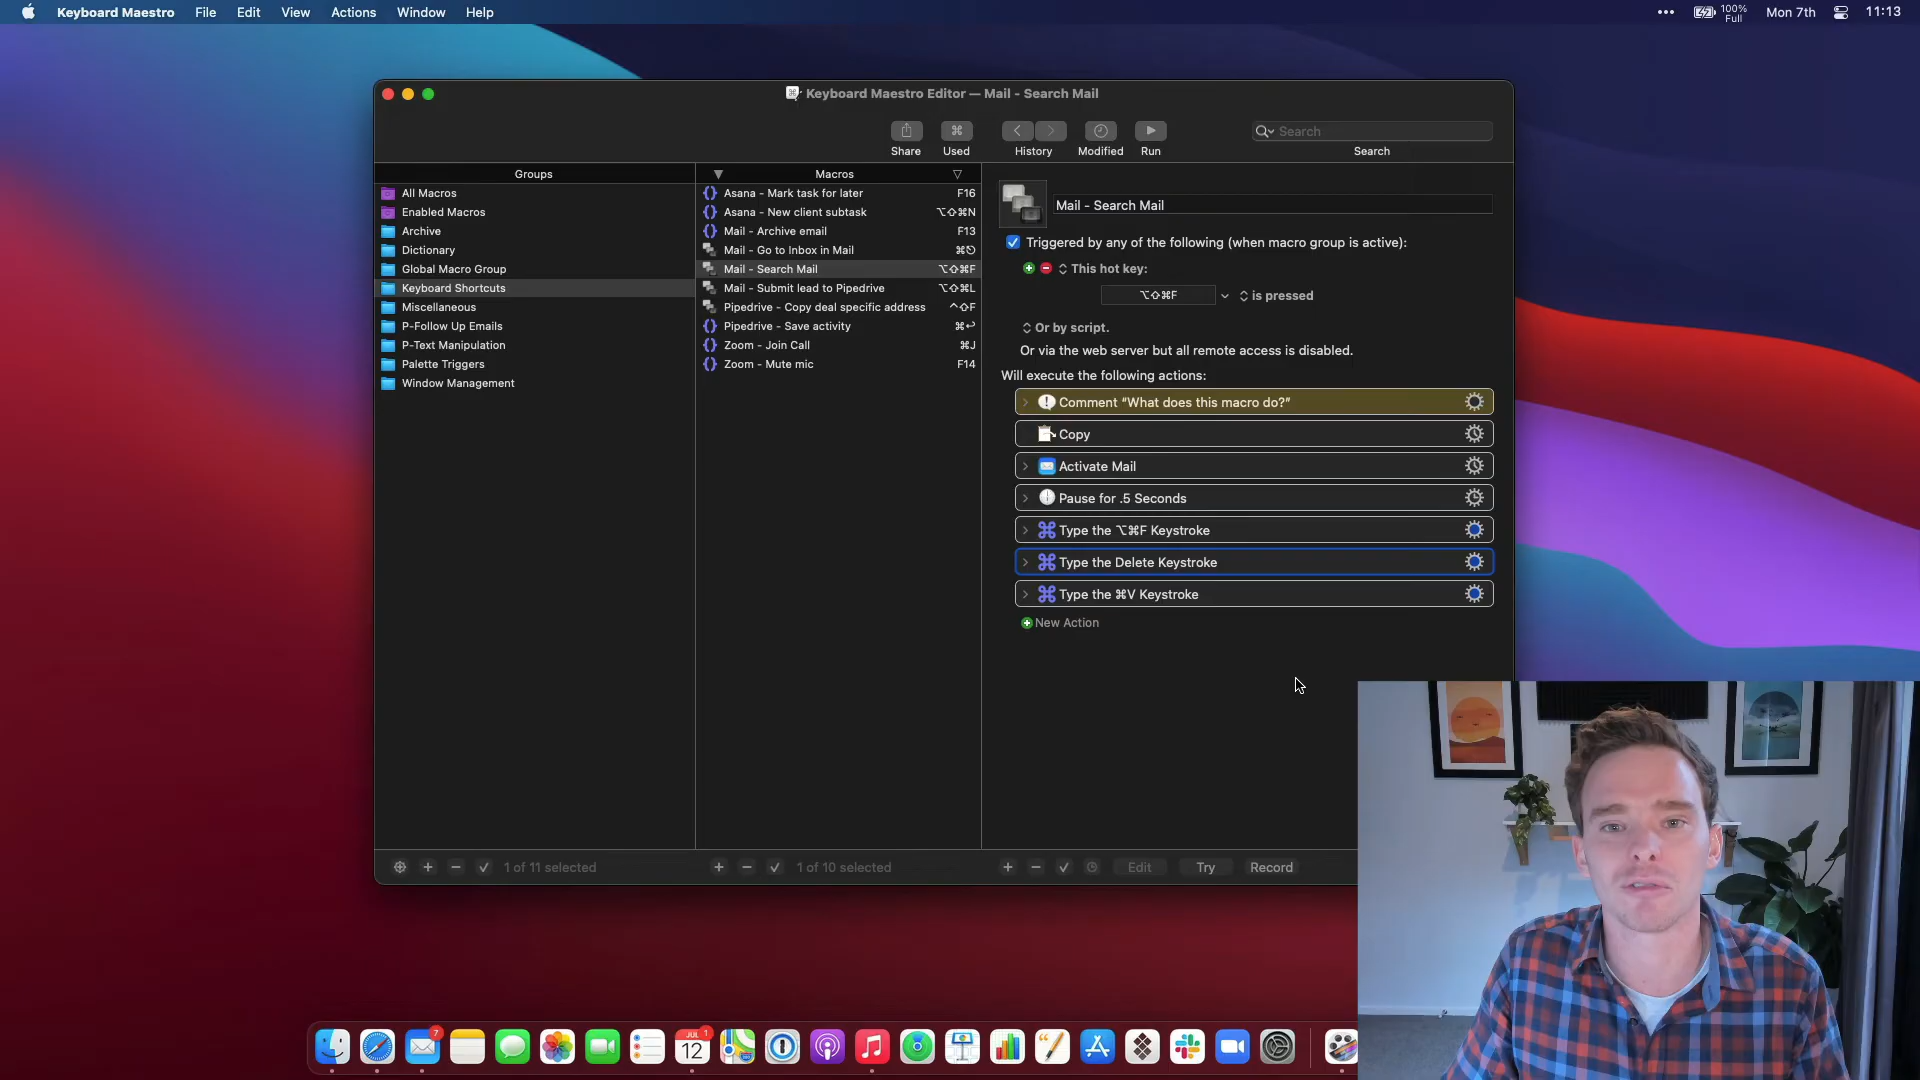 Keyboard Maestro File Edit View Actions Window Help
100% Full Mon 7th 11:13
Keyboard Maestro Editor — Mail - Search Mail
Share Used History Modified Run Search
Search
Groups
All Macros
Enabled Macros
Archive
Dictionary
Global Macro Group
Keyboard Shortcuts
Miscellaneous
P-Follow Up Emails
P-Text Manipulation
Palette Triggers
Window Management
1 of 11 selected
Macros
Asana - Mark task for later F16
Asana - New client subtask ⌥⇧⌘N
Mail - Archive email F13
Mail - Go to Inbox in Mail ⌘⎋
Mail - Search Mail ⌥⇧⌘F
Mail - Submit lead to Pipedrive ⌥⇧⌘L
Pipedrive - Copy deal specific address ^⇧F
Pipedrive - Save activity ⌘↩
Zoom - Join Call ⌘J
Zoom - Mute mic F14
1 of 10 selected
Mail - Search Mail
Triggered by any of the following (when macro group is active):
This hot key:
⌥⇧⌘F is pressed
Or by script.
Or via the web server but all remote access is disabled.
Will execute the following actions:
Comment “What does this macro do?”
Copy
Activate Mail
Pause for .5 Seconds
Type the ⌥⌘F Keystroke
Type the Delete Keystroke
Type the ⌘V Keystroke
New Action
Edit Try Record
7
JUL
12
1